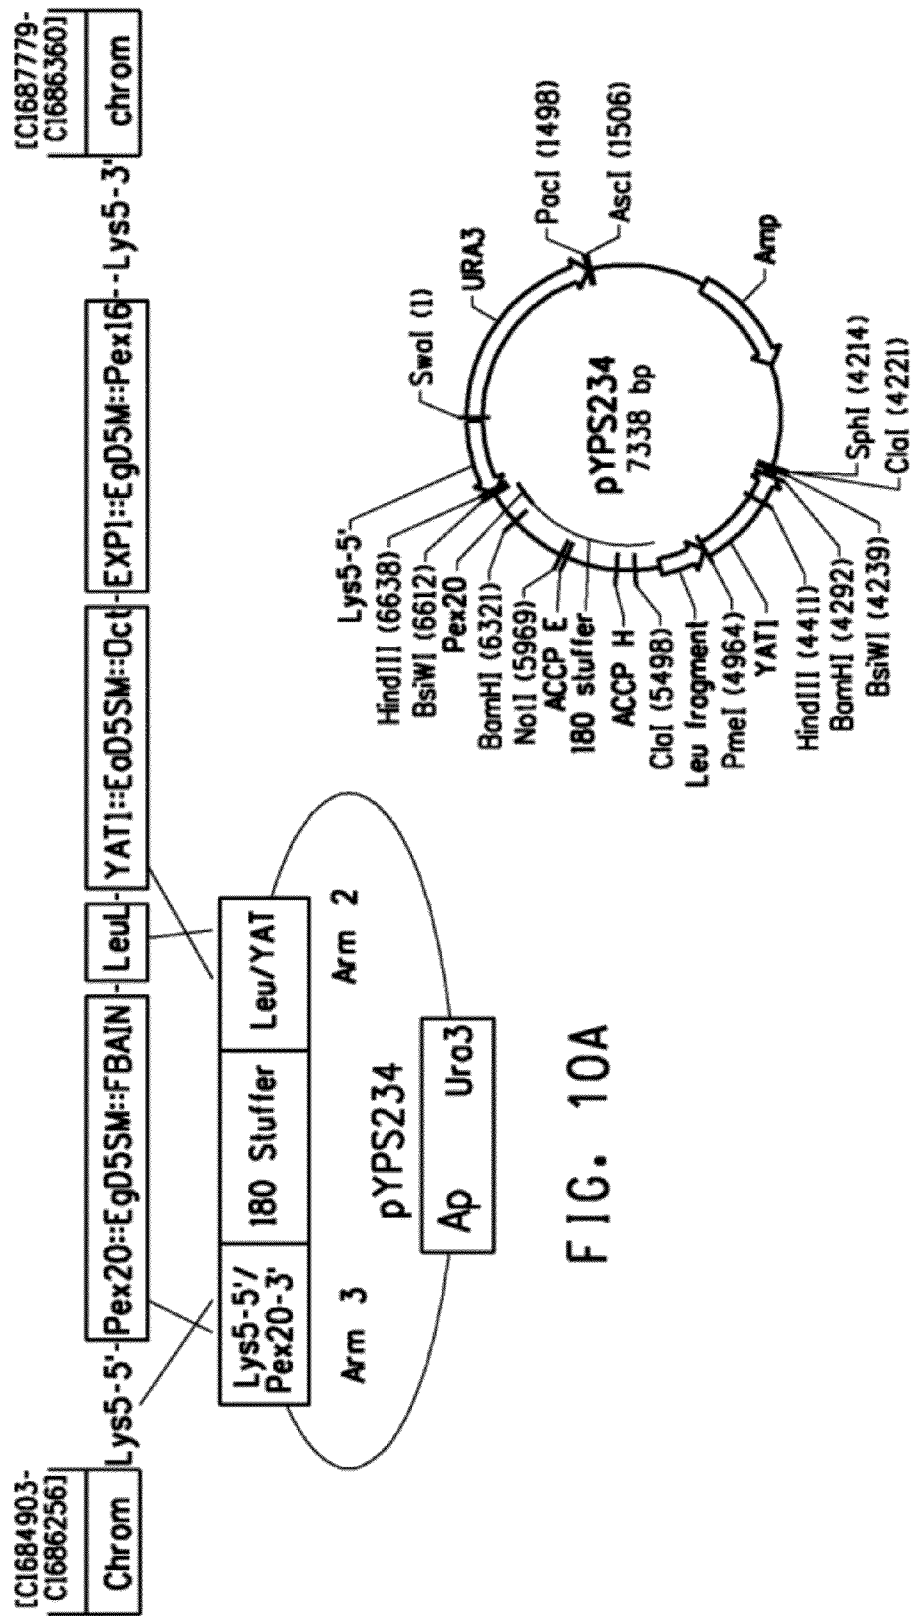 [C1684903-
C1686256]
Chrom
Lys5-5'-
Pex20::EgD5SM::FBAIN
-LeuL-
YAT1::EaD5SM::Oct
-EXP1::EgD5M::Pex16
--Lys5-3'
[C1687779-
C1686360]
chrom
Lys5-5'/
Pex20-3'
180 Stuffer
Leu/YAT
Arm 3
Arm 2
pYPS234
Ap
Ura3
Lys5-5'
HindIII (6638)
BsiWI (6612)
Pex20
BamHI (6321)
NotI (5969)
ACCP E
180 stuffer
ACCP H
ClaI (5498)
Leu fragment
PmeI (4964)
YAT1
HindIII (4411)
BamHI (4292)
BsiWI (4239)
ClaI (4221)
SphI (4214)
SwaI (1)
URA3
PacI (1498)
AscI (1506)
Amp
pYPS234
7338 bp
FIG. 10A